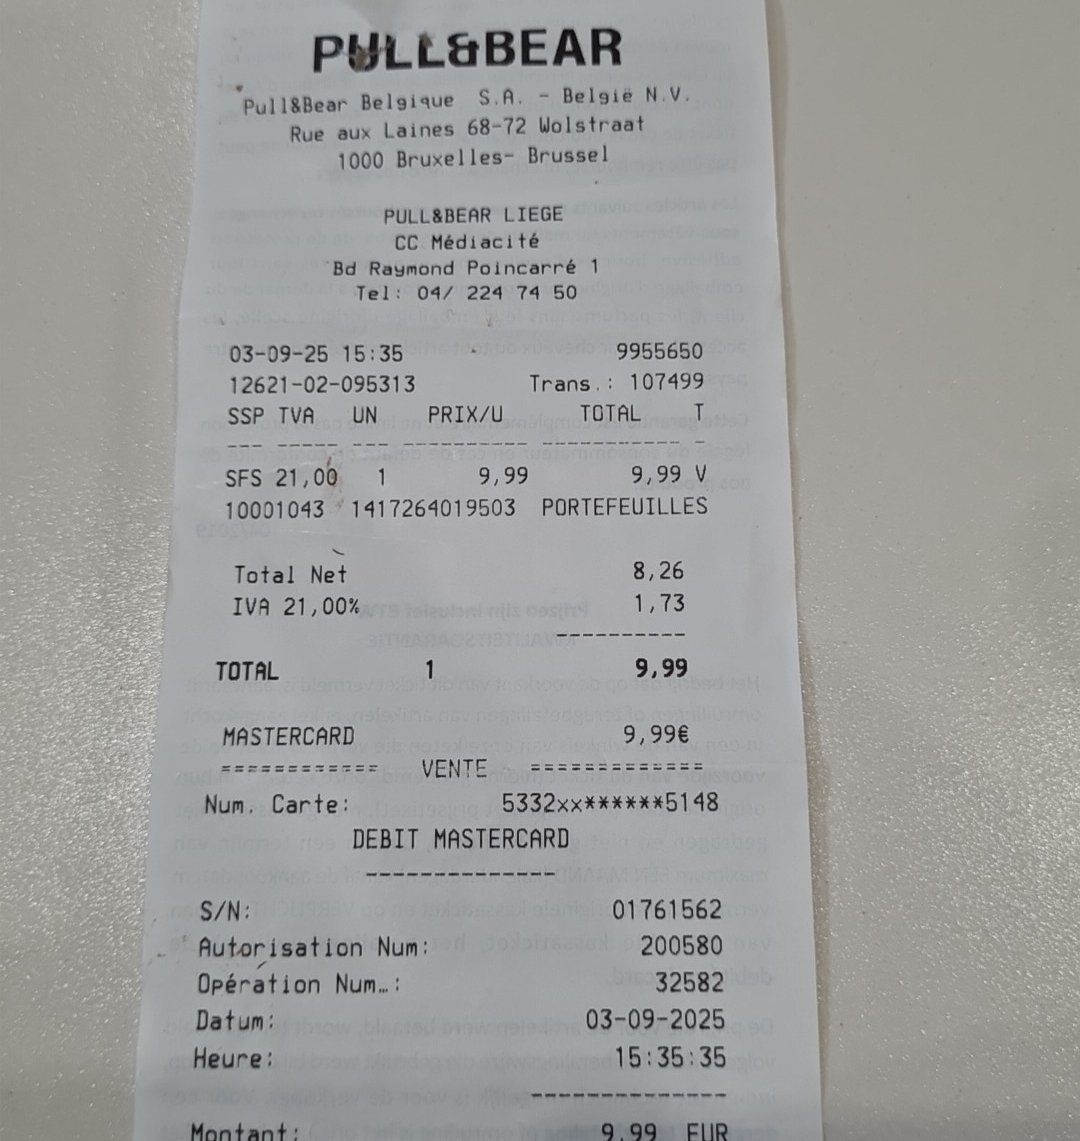 PULL&BEAR
Pull&Bear Belgique S.A. - België N.V.
Rue aux Laines 68-72 Wolstraat
1000 Bruxelles- Brussel
PULL&BEAR LIEGE
CC Médiacité
Bd Raymond Poincarré 1
Tel: 04/ 224 74 50
03-09-25 15:35 9955650
12621-02-095313 Trans.: 107499
SSP TVA UN PRIX/U TOTAL T
--- ----- --- ---------- ----------- -
SFS 21,00 1 9,99 9,99 V
10001043 1417264019503 PORTEFEUILLES
Total Net 8,26
IVA 21,00% 1,73
----------
TOTAL 1 9,99
MASTERCARD 9,99€
============ VENTE =============
Num. Carte: 5332xx******5148
DEBIT MASTERCARD
--------------
S/N: 01761562
Autorisation Num: 200580
Opération Num…: 32582
Datum: 03-09-2025
Heure: 15:35:35
--------------
Montant: 9,99 EUR